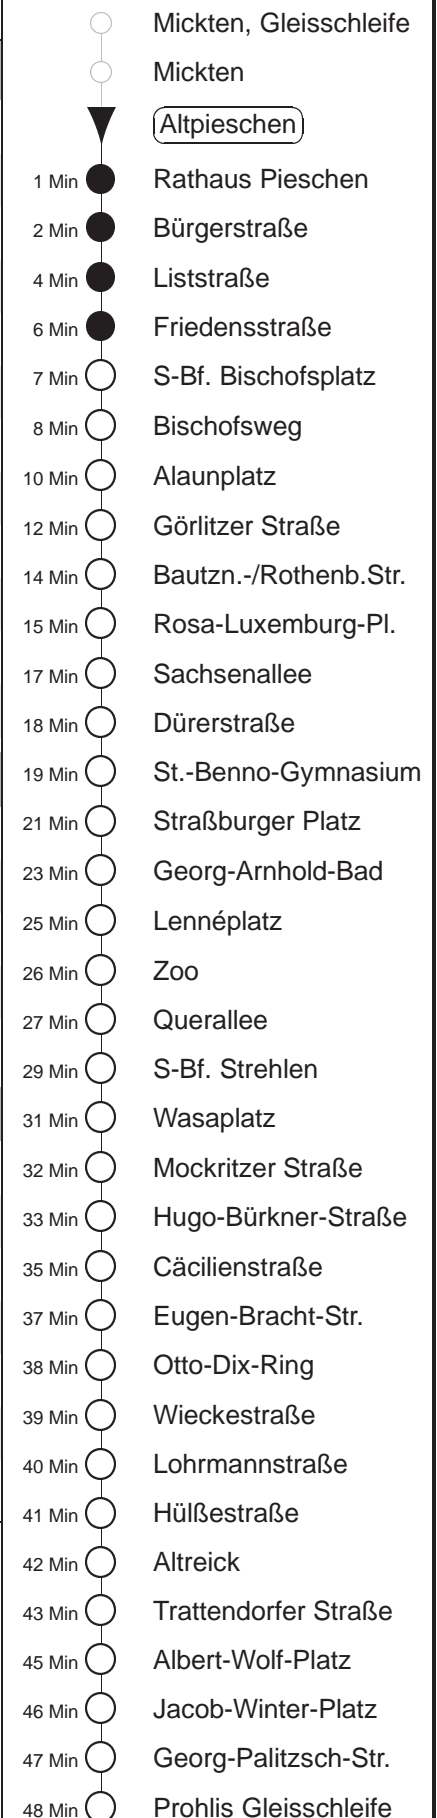 Mickten, Gleisschleife
Mickten
Altpieschen
1 Min Rathaus Pieschen
2 Min Bürgerstraße
4 Min Liststraße
6 Min Friedensstraße
7 Min S-Bf. Bischofsplatz
8 Min Bischofsweg
10 Min Alaunplatz
12 Min Görlitzer Straße
14 Min Bautzn.-/Rothenb.Str.
15 Min Rosa-Luxemburg-Pl.
17 Min Sachsenallee
18 Min Dürerstraße
19 Min St.-Benno-Gymnasium
21 Min Straßburger Platz
23 Min Georg-Arnhold-Bad
25 Min Lennéplatz
26 Min Zoo
27 Min Querallee
29 Min S-Bf. Strehlen
31 Min Wasaplatz
32 Min Mockritzer Straße
33 Min Hugo-Bürkner-Straße
35 Min Cäcilienstraße
37 Min Eugen-Bracht-Str.
38 Min Otto-Dix-Ring
39 Min Wieckestraße
40 Min Lohrmannstraße
41 Min Hülßestraße
42 Min Altreick
43 Min Trattendorfer Straße
45 Min Albert-Wolf-Platz
46 Min Jacob-Winter-Platz
47 Min Georg-Palitzsch-Str.
48 Min Prohlis Gleisschleife